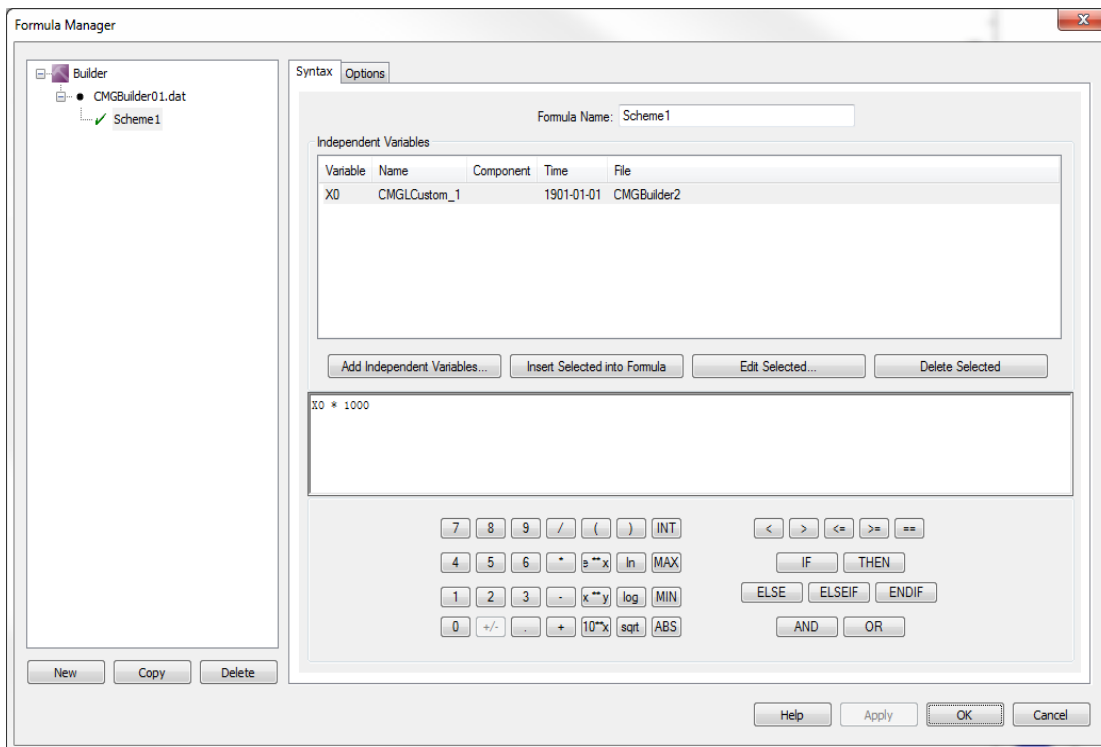 Formula Manager
X
Builder
CMGBuilder01.dat
Scheme1
Syntax Options
Formula Name: Scheme1
Independent Variables
Variable Name Component Time File
X0 CMGLCustom_1 1901-01-01 CMGBuilder2
Add Independent Variables... Insert Selected into Formula Edit Selected... Delete Selected
X0 * 1000
7 8 9 / ( ) INT < > <= >= ==
4 5 6 * e**x ln MAX IF THEN
1 2 3 - x**y log MIN ELSE ELSEIF ENDIF
0 +/- . + 10**x sqrt ABS AND OR
New Copy Delete
Help Apply OK Cancel